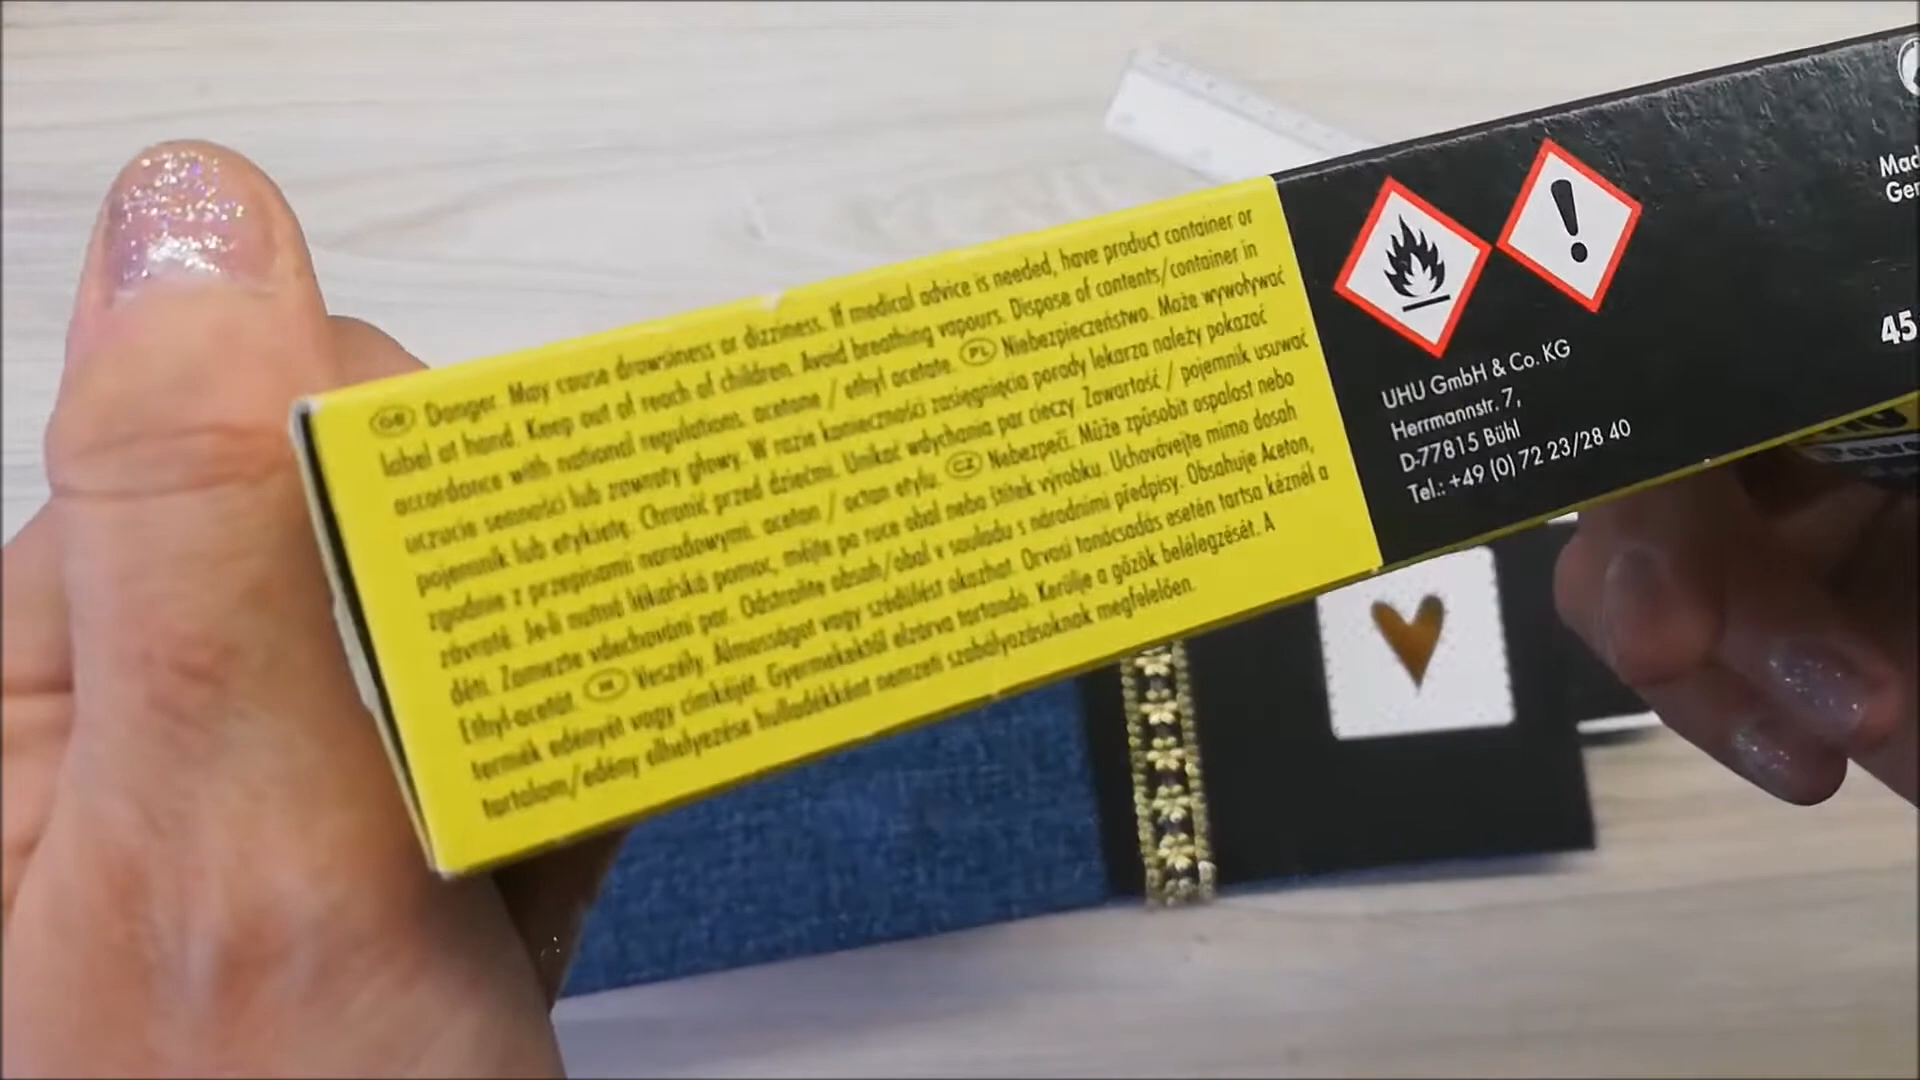 GB Danger. May cause drowsiness or dizziness. If medical advice is needed, have product container or
label at hand. Keep out of reach of children. Avoid breathing vapours. Dispose of contents/container in
accordance with national regulations. acetone / ethyl acetate. PL Niebezpieczeństwo. Może wywoływać
uczucie senności lub zawroty głowy. W razie konieczności zasięgnięcia porady lekarza należy pokazać
pojemnik lub etykietę. Chronić przed dziećmi. Unikać wdychania par cieczy. Zawartość / pojemnik usuwać
zgodnie z przepisami narodowymi. aceton / octan etylu. CZ Nebezpečí. Může způsobit ospalost nebo
závratě. Je-li nutná lékařská pomoc, mějte po ruce obal nebo štítek výrobku. Uchovávejte mimo dosah
dětí. Zamezte vdechování par. Odstraňte obsah/obal v souladu s národními předpisy. Obsahuje Aceton,
Ethyl-acetát. Veszély. Álmosságot vagy szédülést okozhat. Orvosi tanácsadás esetén tartsa kéznél a
termék edényét vagy címkéjét. Gyermekektől elzárva tartandó. Kerülje a gőzök belélegzését. A
tartalom/edény elhelyezése hulladékként nemzeti szabályozásoknak megfelelően.
UHU GmbH & Co. KG
Herrmannstr. 7,
D-77815 Bühl
Tel.: +49 (0) 72 23/28 40
45